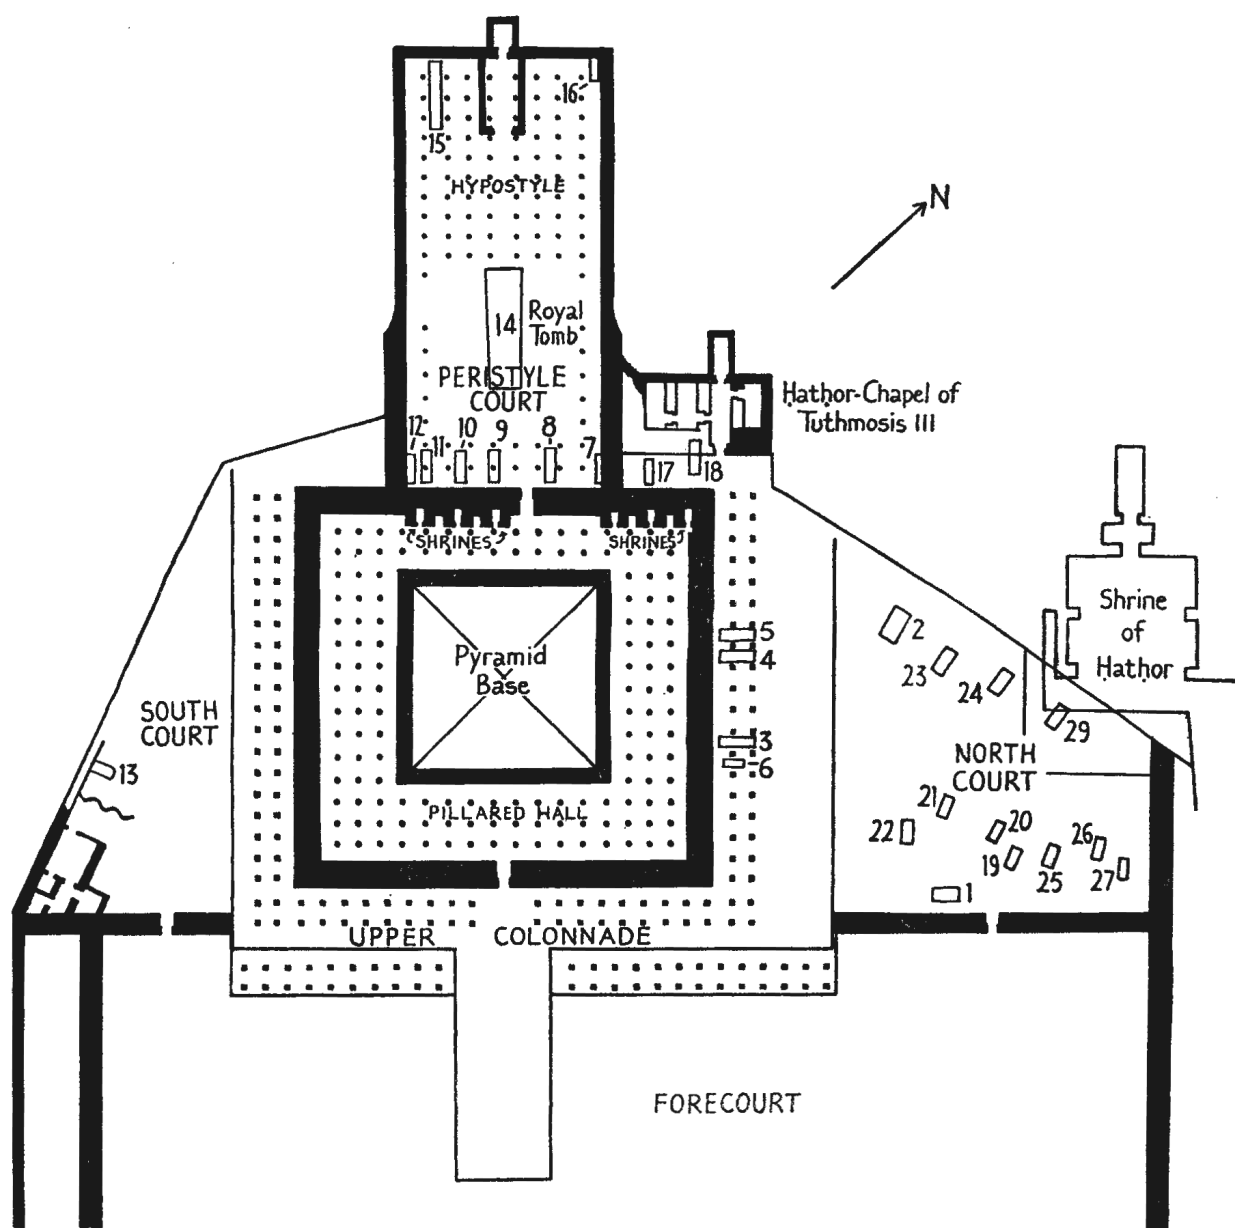 16
15
HYPOSTYLE
N
14
Royal
Tomb
PERISTYLE
COURT
Ḥatḥor-Chapel of
Tuthmosis III
12
11
10
9
8
7
17
18
SHRINES
SHRINES
Shrine
of
Ḥatḥor
2
23
24
29
5
4
3
6
Pyramid
Base
SOUTH
COURT
13
NORTH
COURT
21
22
20
19
25
26
27
1
PILLARED HALL
UPPER COLONNADE
FORECOURT